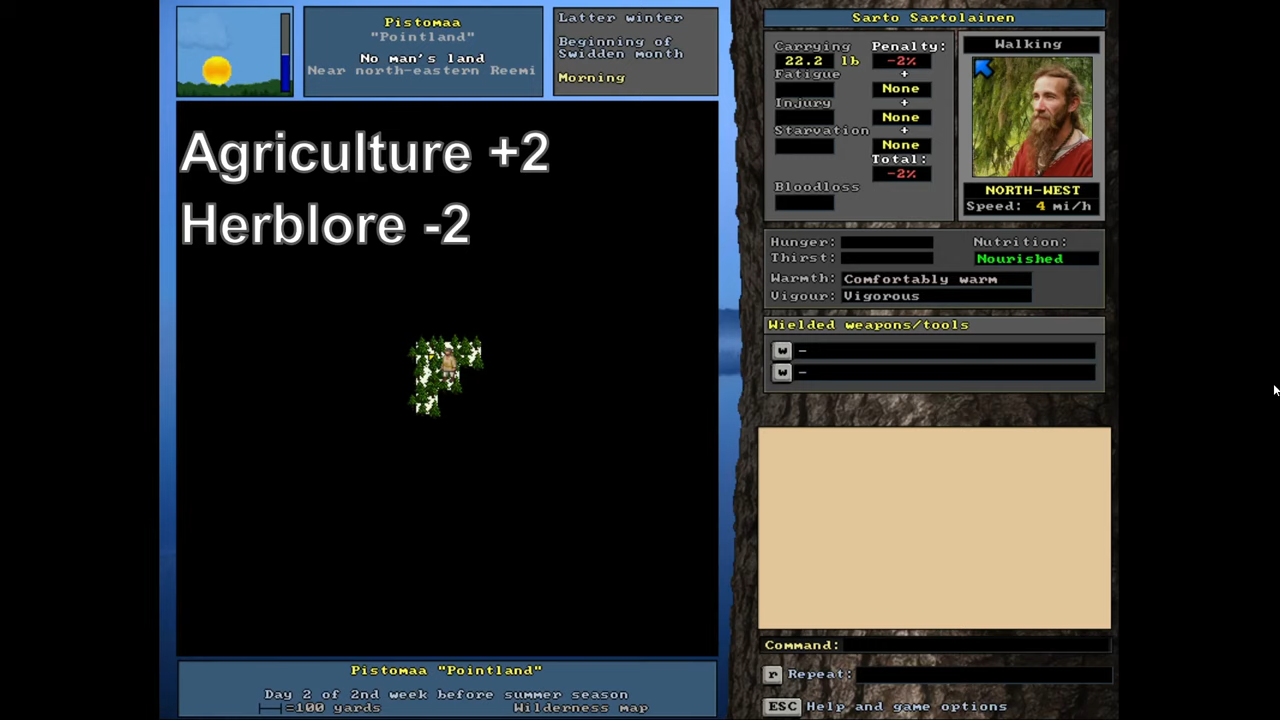 Pistomaa
"Pointland"
No man's land
Near north-eastern Reemi
Latter winter
Beginning of
Swidden month
Morning
Agriculture +2
Herblore -2
Pistomaa "Pointland"
Day 2 of 2nd week before summer season
=100 yards Wilderness map
Sarto Sartolainen
Carrying Penalty:
22.2 lb -2%
Fatigue +
None
Injury +
None
Starvation +
None
Total:
-2%
Bloodloss
Walking
NORTH-WEST
Speed: 4 mi/h
Hunger: Nutrition:
Thirst: Nourished
Warmth: Comfortably warm
Vigour: Vigorous
Wielded weapons/tools
w -
w -
Command:
r Repeat:
ESC Help and game options